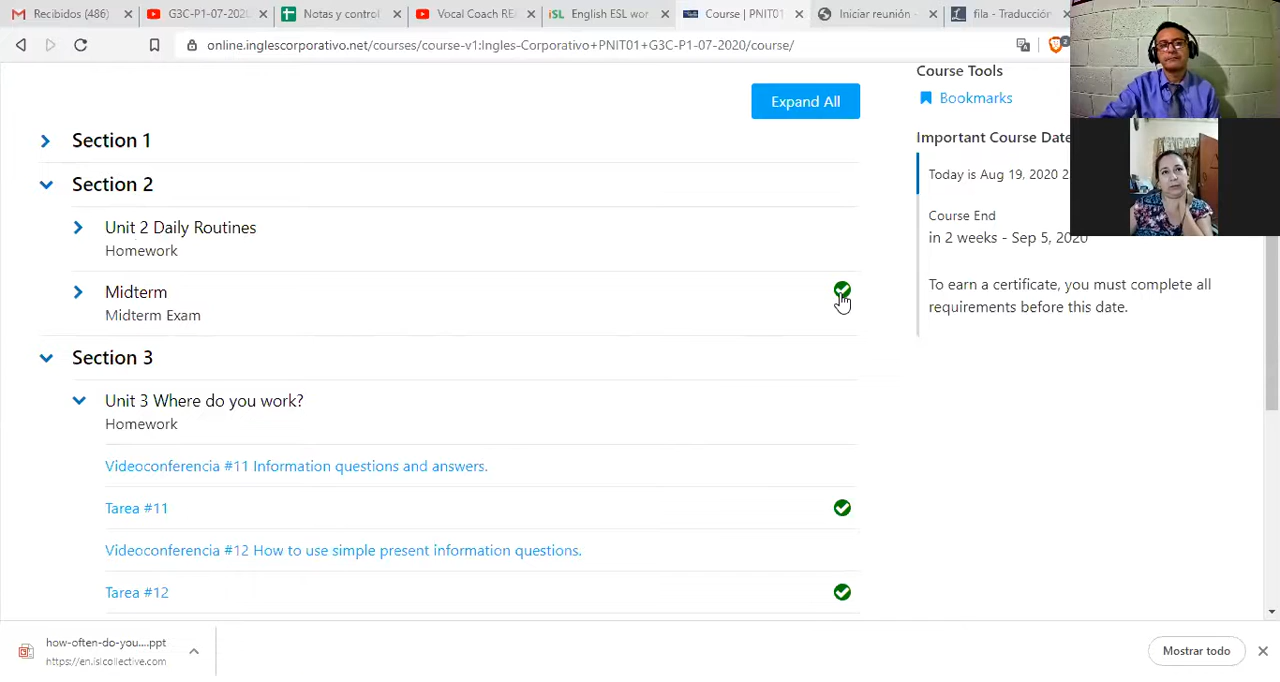 Recibidos (486)
G3C-P1-07-202
Notas y contro
Vocal Coach RE
English ESL wo
Course | PNIT01
Iniciar reunión
fila - Traducción
online.inglescorporativo.net/courses/course-v1:Ingles-Corporativo+PNIT01+G3C-P1-07-2020/course/
2
Expand All
Section 1
Section 2
Unit 2 Daily Routines
Homework
Midterm
Midterm Exam
Section 3
Unit 3 Where do you work?
Homework
Videoconferencia #11 Information questions and answers.
Tarea #11
Videoconferencia #12 How to use simple present information questions.
Tarea #12
Course Tools
Bookmarks
Important Course Date
Today is Aug 19, 2020 2
Course End
in 2 weeks - Sep 5, 2020
To earn a certificate, you must complete all
requirements before this date.
how-often-do-you....ppt
https://en.islcollective.com
Mostrar todo